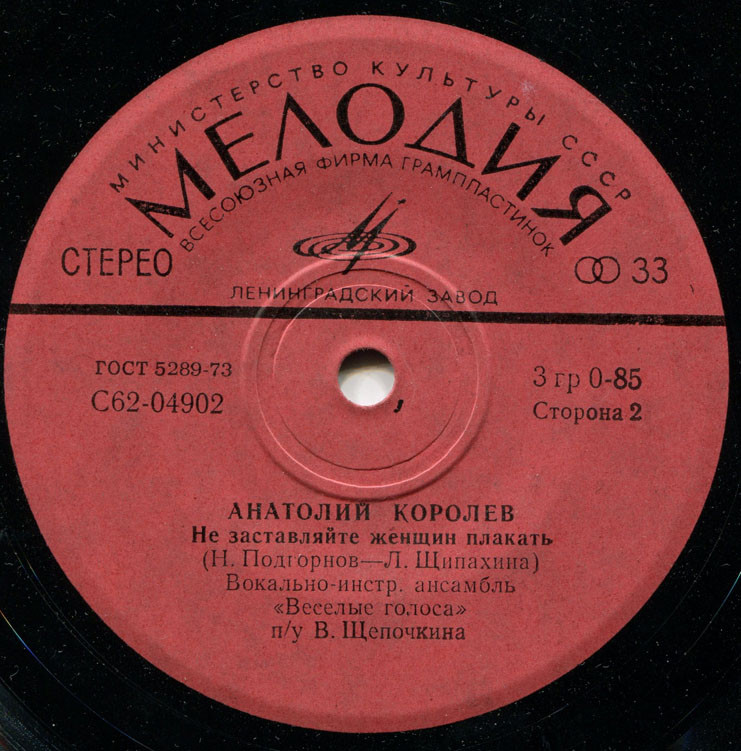 МИНИСТЕРСТВО КУЛЬТУРЫ СССР
МЕЛОДИЯ
ВСЕСОЮЗНАЯ ФИРМА ГРАМПЛАСТИНОК
СТЕРЕО
33
ЛЕНИНГРАДСКИЙ ЗАВОД
ГОСТ 5289-73
С62-04902
3 гр 0-85
Сторона 2
АНАТОЛИЙ КОРОЛЕВ
Не заставляйте женщин плакать
(Н. Подгорнов—Л. Щипахина)
Вокально-инстр. ансамбль
«Веселые голоса»
п/у В. Щепочкина